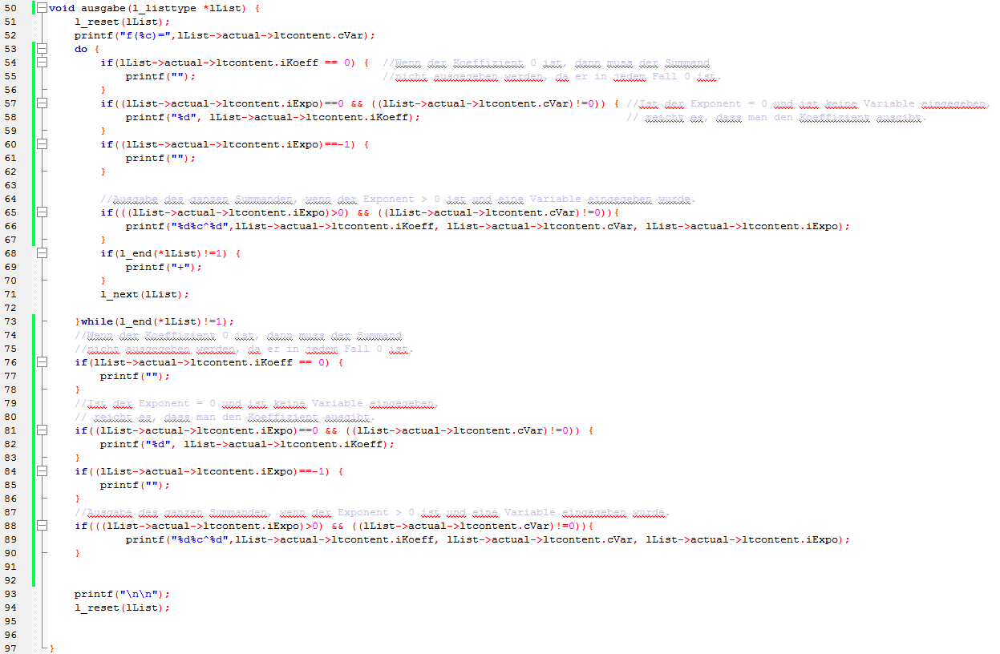 50 void ausgabe(l_listtype *lList) {
51 l_reset(lList);
52 printf("f(%c)=",lList->actual->ltcontent.cVar);
53 do {
54 if(lList->actual->ltcontent.iKoeff == 0) { //Wenn der Koeffizient 0 ist, dann muss der Summand
55 printf(""); //nicht ausgegeben werden, da er in jedem Fall 0 ist.
56 }
57 if((lList->actual->ltcontent.iExpo)==0 && ((lList->actual->ltcontent.cVar)!=0)) { //Ist der Exponent = 0 und ist keine Variable eingegeben,
58 printf("%d", lList->actual->ltcontent.iKoeff); // reicht es, dass man den Koeffizient ausgibt.
59 }
60 if((lList->actual->ltcontent.iExpo)==-1) {
61 printf("");
62 }
63
64 //Ausgabe des ganzen Summanden, wenn der Exponent > 0 ist und eine Variable eingegeben wurde.
65 if(((lList->actual->ltcontent.iExpo)>0) && ((lList->actual->ltcontent.cVar)!=0)){
66 printf("%d%c^%d",lList->actual->ltcontent.iKoeff, lList->actual->ltcontent.cVar, lList->actual->ltcontent.iExpo);
67 }
68 if(l_end(*lList)!=1) {
69 printf("+");
70 }
71 l_next(lList);
72
73 }while(l_end(*lList)!=1);
74 //Wenn der Koeffizient 0 ist, dann muss der Summand
75 //nicht ausgegeben werden, da er in jedem Fall 0 ist.
76 if(lList->actual->ltcontent.iKoeff == 0) {
77 printf("");
78 }
79 //Ist der Exponent = 0 und ist keine Variable eingegeben,
80 // reicht es, dass man den Koeffizient ausgibt.
81 if((lList->actual->ltcontent.iExpo)==0 && ((lList->actual->ltcontent.cVar)!=0)) {
82 printf("%d", lList->actual->ltcontent.iKoeff);
83 }
84 if((lList->actual->ltcontent.iExpo)==-1) {
85 printf("");
86 }
87 //Ausgabe des ganzen Summanden, wenn der Exponent > 0 ist und eine Variable eingegeben wurde.
88 if(((lList->actual->ltcontent.iExpo)>0) && ((lList->actual->ltcontent.cVar)!=0)){
89 printf("%d%c^%d",lList->actual->ltcontent.iKoeff, lList->actual->ltcontent.cVar, lList->actual->ltcontent.iExpo);
90 }
91
92
93 printf("\n\n");
94 l_reset(lList);
95
96
97 }